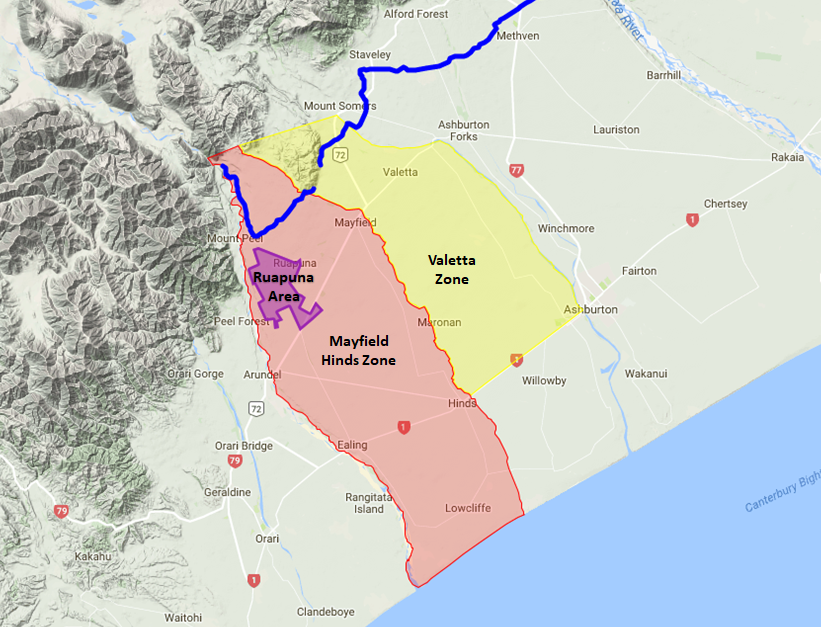 Alford Forest
aa River
Methven
Staveley
Barrhill
Mount Somers
Ashburton
Forks
Lauriston
Rakaia
72
Valetta
77
Chertsey
1
Mayfield
Winchmore
Mount Peel
Valetta
Zone
Ruapuna
Ruapuna
Area
Fairton
Ashburton
Peel Forest
Maronan
Mayfield
Hinds Zone
1
Orari Gorge
Arundel
Willowby
Wakanui
72
Hinds
1
Orari Bridge
Ealing
79
Geraldine
Rangitata
Island
Lowcliffe
Canterbury Bigh
79
Orari
Kakahu
1
Clandeboye
Waitohi